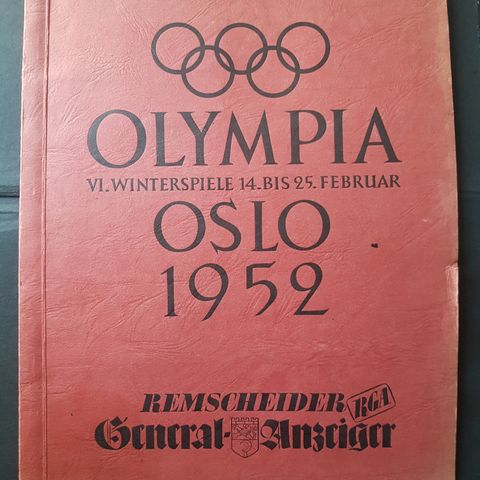 OLYMPIA
VI. WINTERSPIELE 14. BIS 25. FEBRUAR
OSLO
1952
REMSCHEIDER RGA
General-Anzeiger